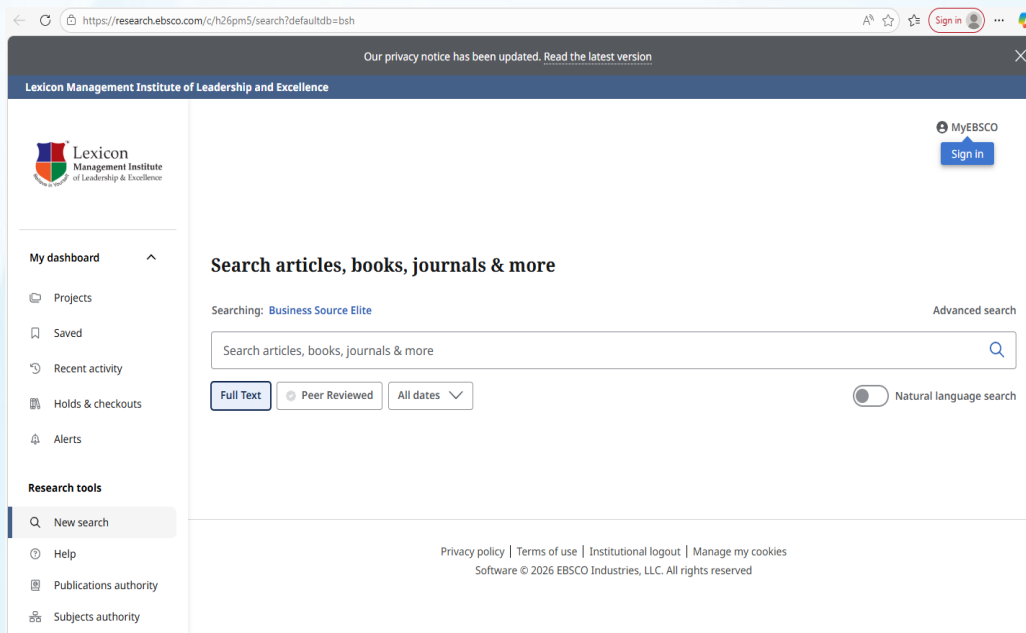 https://research.ebsco.com/c/h26pm5/search?defaultdb=bsh
Sign in
Our privacy notice has been updated. Read the latest version
Lexicon Management Institute of Leadership and Excellence
MyEBSCO
Sign in
Lexicon
Management Institute
of Leadership & Excellence
My dashboard
Projects
Saved
Recent activity
Holds & checkouts
Alerts
Research tools
New search
Help
Publications authority
Subjects authority
Search articles, books, journals & more
Searching: Business Source Elite
Advanced search
Search articles, books, journals & more
Full Text
Peer Reviewed
All dates
Natural language search
Privacy policy | Terms of use | Institutional logout | Manage my cookies
Software © 2026 EBSCO Industries, LLC. All rights reserved